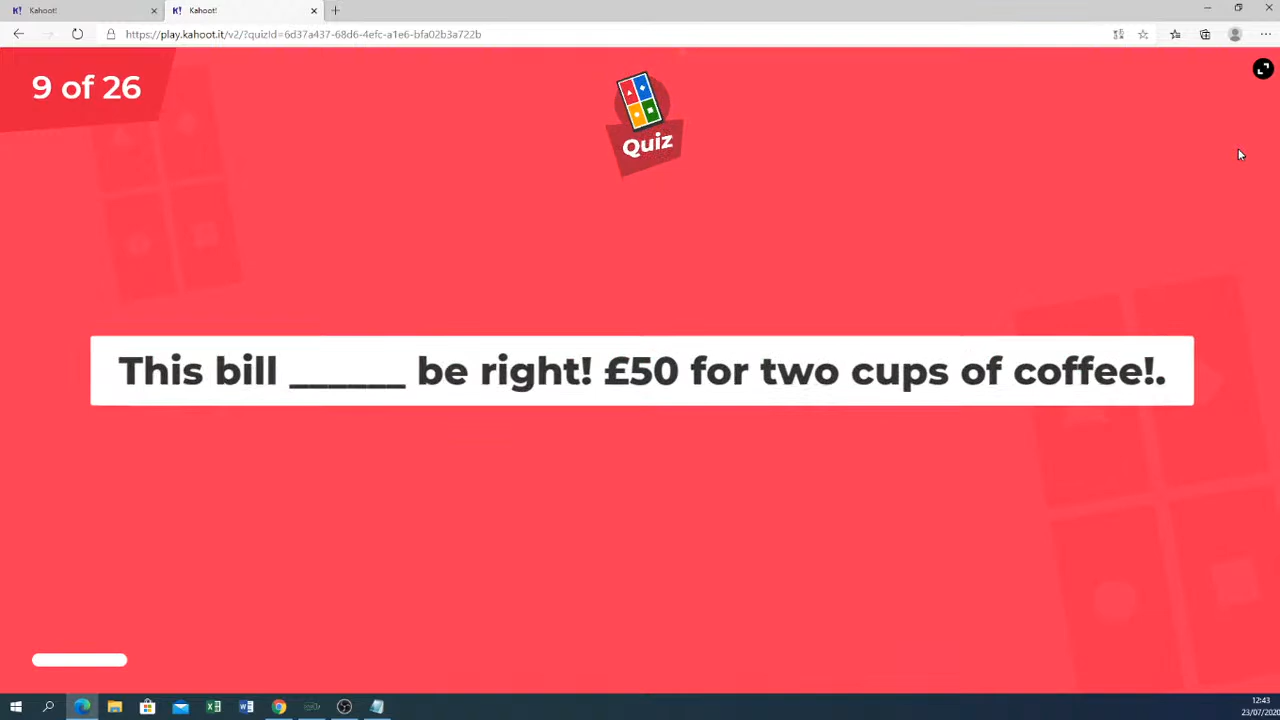 Kahoot!
Kahoot!
https://play.kahoot.it/v2/?quizId=6d37a437-68d6-4efc-a1e6-bfa02b3a722b
9 of 26
Quiz
This bill ______ be right! £50 for two cups of coffee!.
12:43
23/07/2020